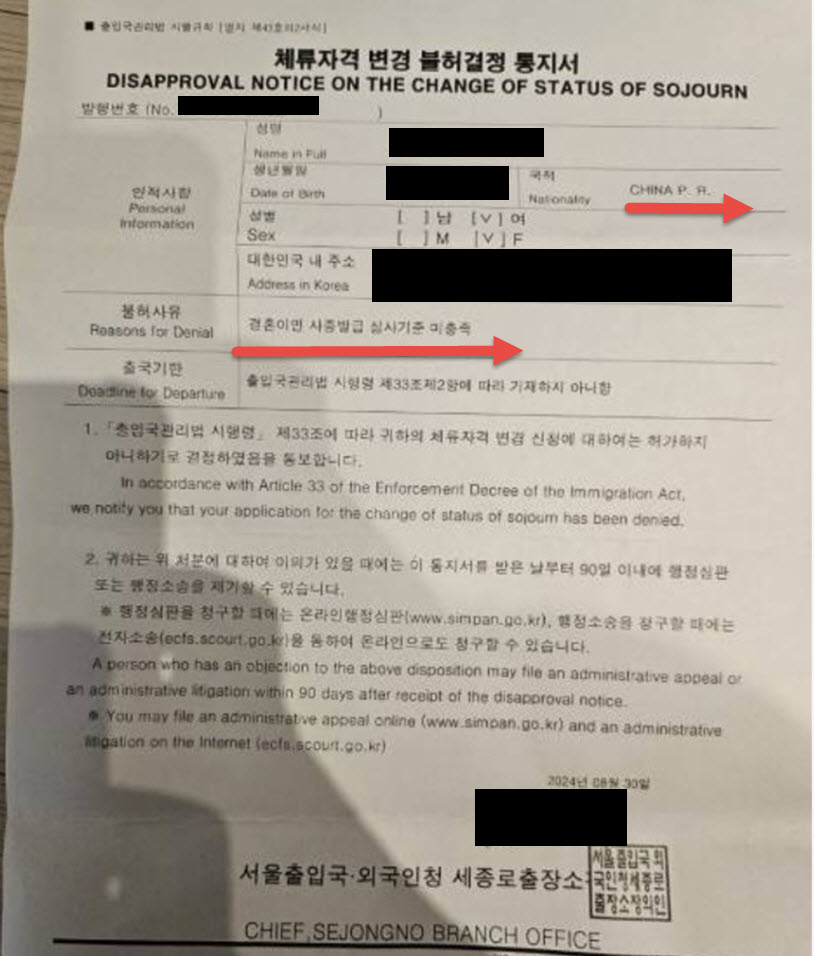 ■ 출입국관리법 시행규칙 [별지 제43호의2서식]
체류자격 변경 불허결정 통지서
DISAPPROVAL NOTICE ON THE CHANGE OF STATUS OF SOJOURN
발행번호 (No. )
인적사항
Personal
Information
성명
Name in Full
생년월일
Date of Birth
국적
Nationality
CHINA P. R.
성별
Sex
[ ] 남 [V] 여
[ ] M [V] F
대한민국 내 주소
Address in Korea
불허사유
Reasons for Denial
결혼이민 사증발급 심사기준 미충족
출국기한
Deadline for Departure
출입국관리법 시행령 제33조제2항에 따라 기재하지 아니함
1. 「출입국관리법 시행령」 제33조에 따라 귀하의 체류자격 변경 신청에 대하여는 허가하지
아니하기로 결정하였음을 통보합니다.
In accordance with Article 33 of the Enforcement Decree of the Immigration Act,
we notify you that your application for the change of status of sojourn has been denied.
2. 귀하는 위 처분에 대하여 이의가 있을 때에는 이 통지서를 받은 날부터 90일 이내에 행정심판
또는 행정소송을 제기할 수 있습니다.
※ 행정심판을 청구할 때에는 온라인행정심판(www.simpan.go.kr), 행정소송을 청구할 때에는
전자소송(ecfs.scourt.go.kr)을 통하여 온라인으로도 청구할 수 있습니다.
A person who has an objection to the above disposition may file an administrative appeal or
an administrative litigation within 90 days after receipt of the disapproval notice.
※ You may file an administrative appeal online (www.simpan.go.kr) and an administrative
litigation on the Internet (ecfs.scourt.go.kr)
2024년 08월 30일
서울출입국·외국인청 세종로출장소
서울출입국외
국인청세종로
출장소장의인
CHIEF,SEJONGNO BRANCH OFFICE